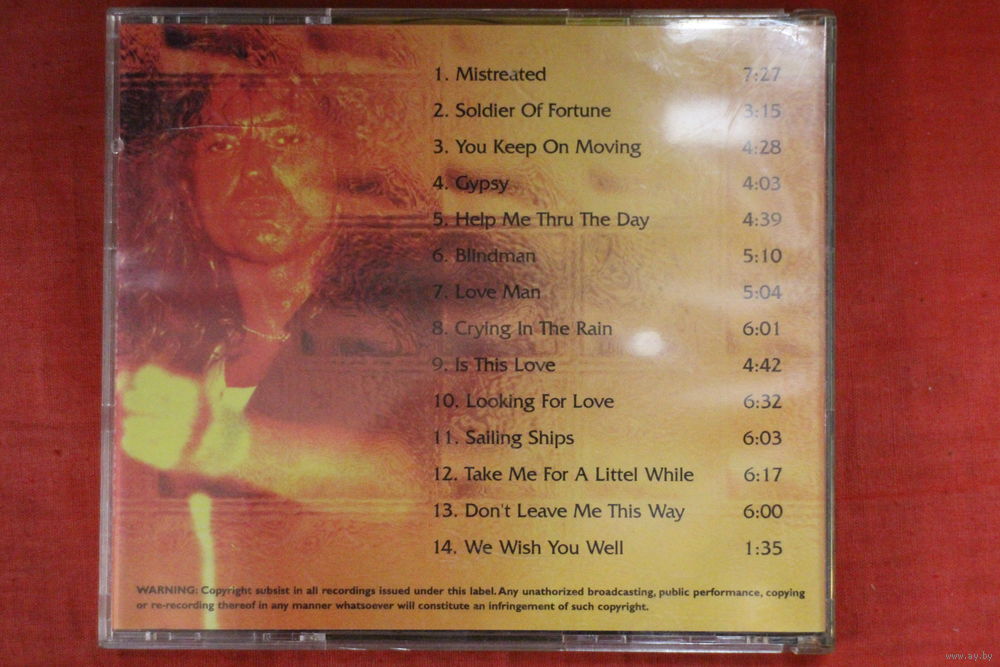 1. Mistreated 7:27
2. Soldier Of Fortune 3:15
3. You Keep On Moving 4:28
4. Gypsy 4:03
5. Help Me Thru The Day 4:39
6. Blindman 5:10
7. Love Man 5:04
8. Crying In The Rain 6:01
9. Is This Love 4:42
10. Looking For Love 6:32
11. Sailing Ships 6:03
12. Take Me For A Littel While 6:17
13. Don't Leave Me This Way 6:00
14. We Wish You Well 1:35
WARNING: Copyright subsist in all recordings issued under this label. Any unathorized broadcasting, public performance, copying
or re-recording thereof in any manner whatsoever will constitute an infringement of such copyright.
www.ay.by